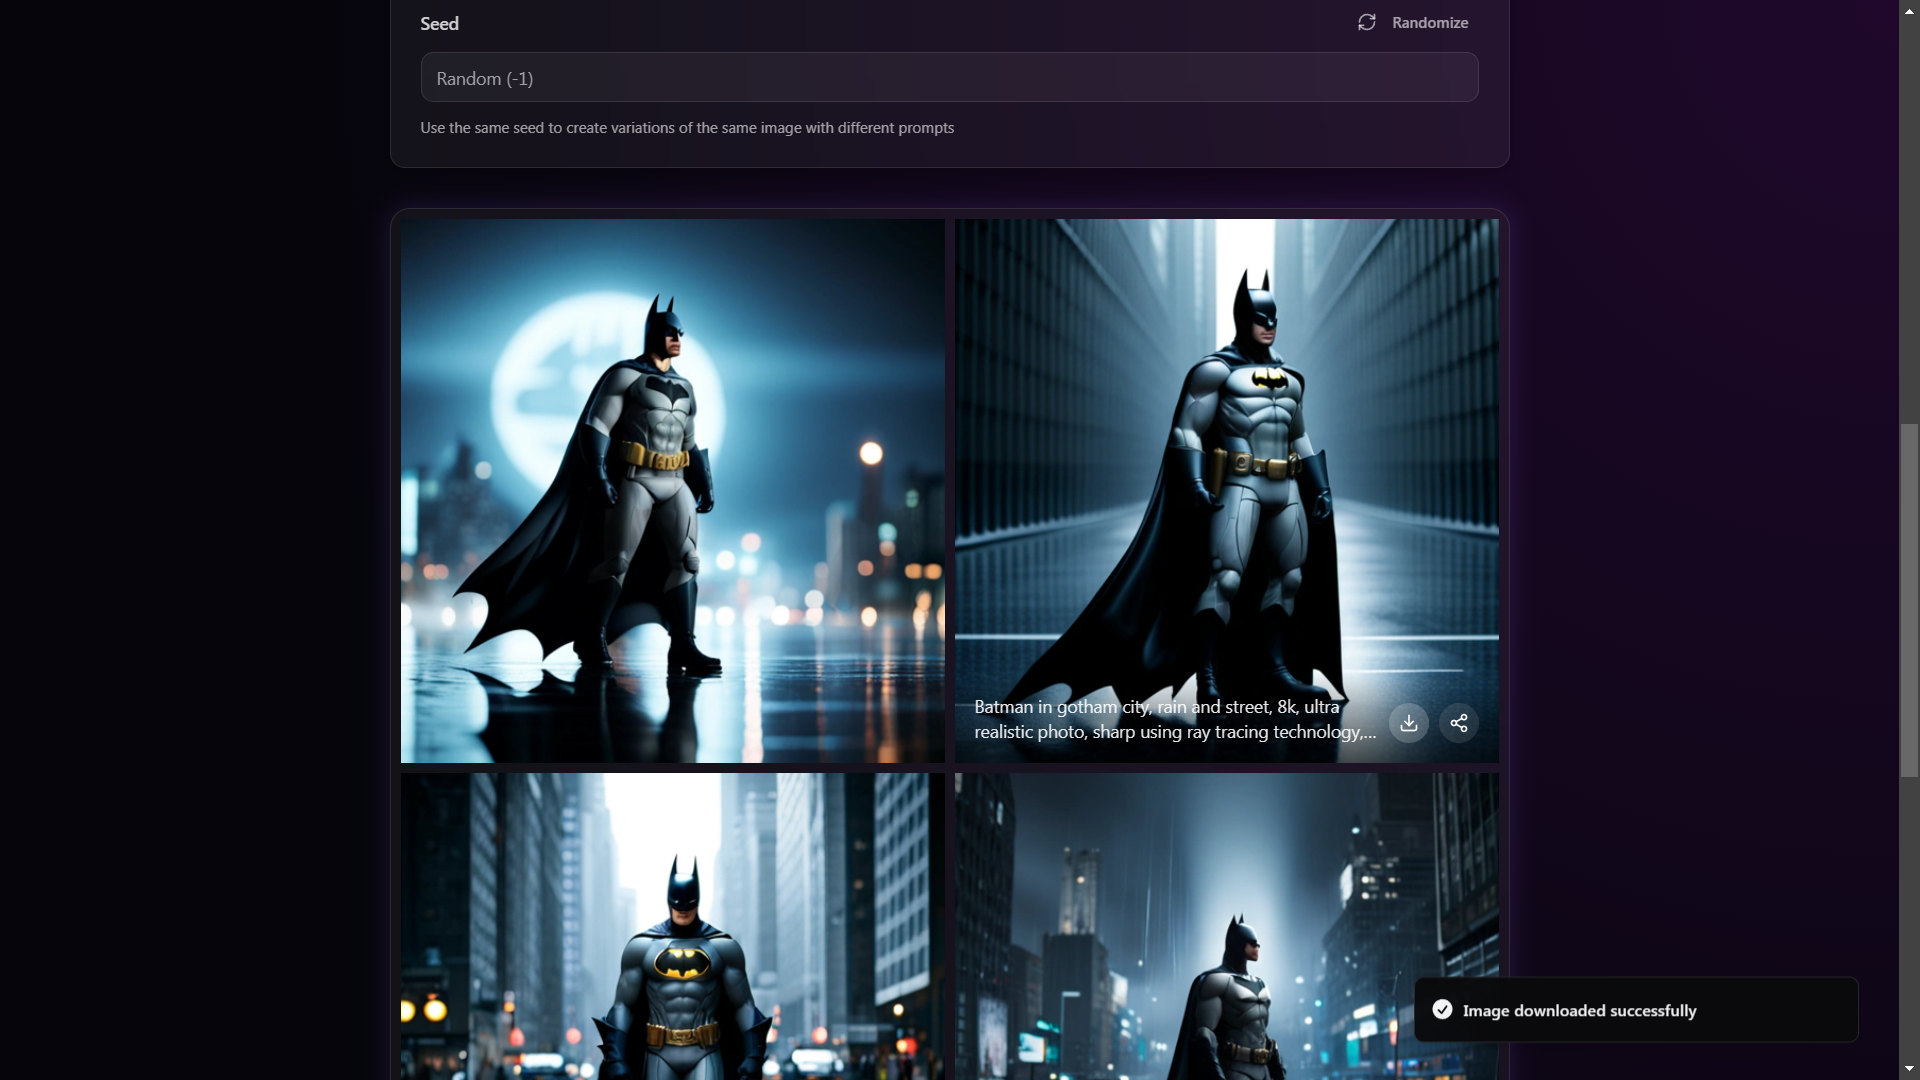 Seed
Randomize
Random (-1)
Use the same seed to create variations of the same image with different prompts
Batman in gotham city, rain and street, 8k, ultra
realistic photo, sharp using ray tracing technology,...
Image downloaded successfully